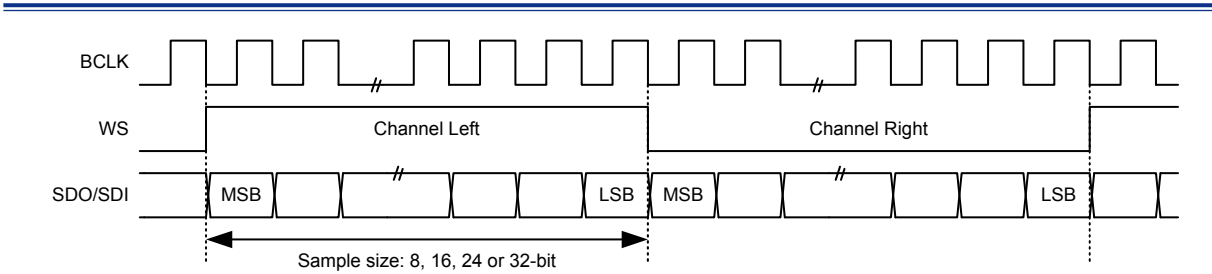 BCLK
WS Channel Left Channel Right
SDO/SDI MSB LSB MSB LSB
Sample size: 8, 16, 24 or 32-bit